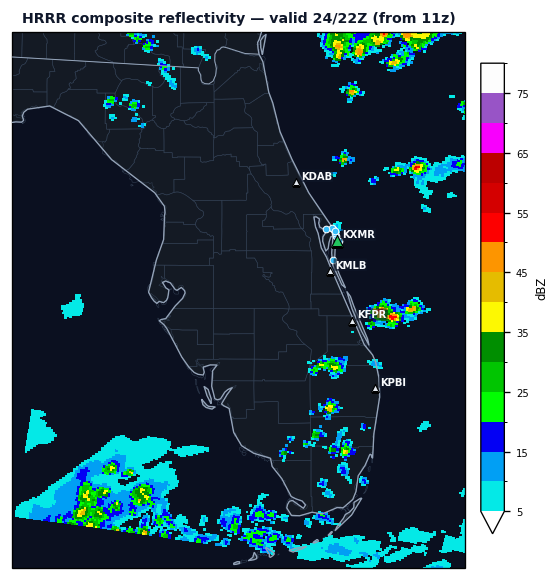 HRRR composite reflectivity — valid 24/22Z (from 11z)
75
65
55
45
35
25
15
5
dBZ
KDAB
KXMR
KMLB
KFPR
KPBI